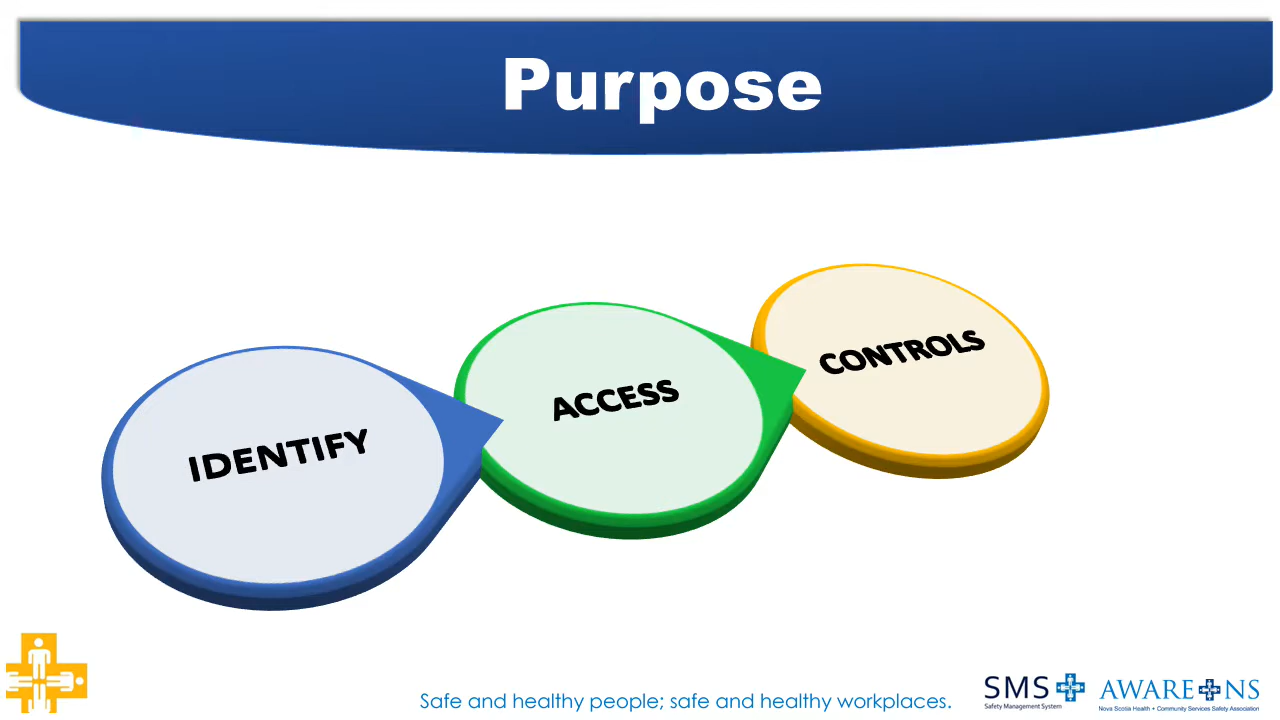 Purpose
IDENTIFY
ACCESS
CONTROLS
Safe and healthy people; safe and healthy workplaces.
SMS
Safety Management System
AWARE NS
Nova Scotia Health + Community Services Safety Association